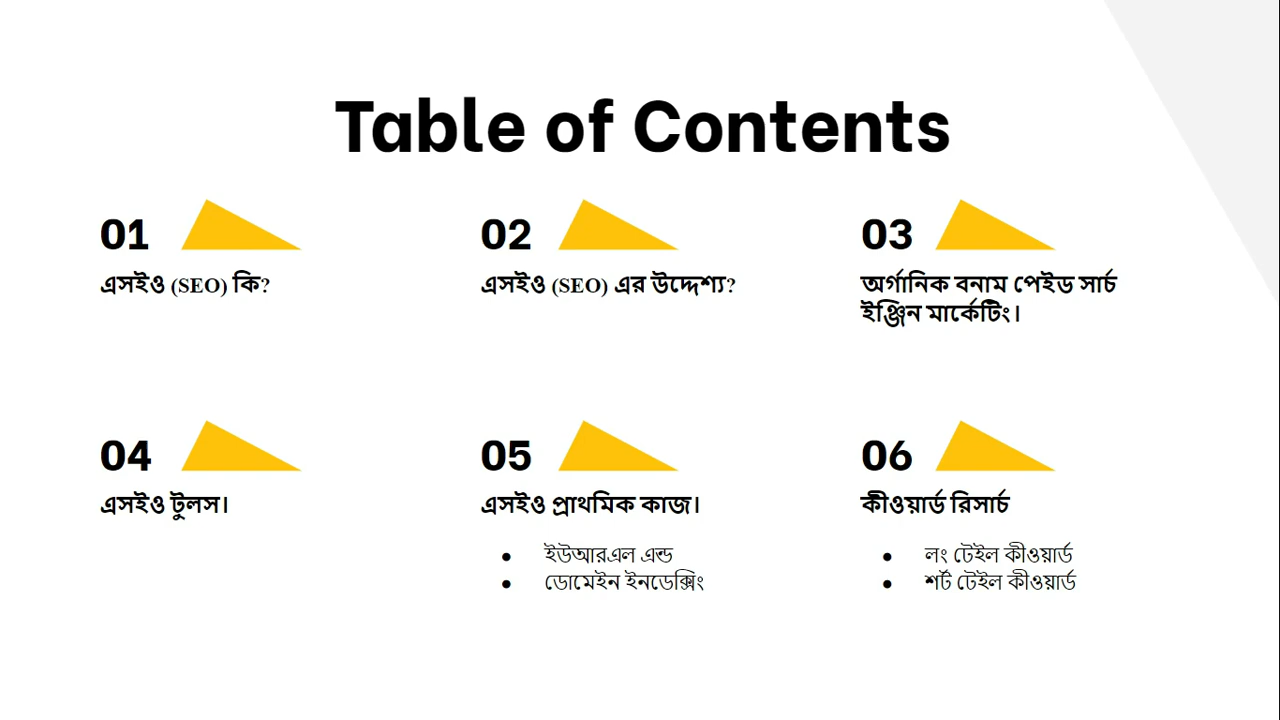 Table of Contents
01
এসইও (SEO) কি?
02
এসইও (SEO) এর উদ্দেশ্য?
03
অর্গানিক বনাম পেইড সার্চ
ইঞ্জিন মার্কেটিং।
04
এসইও টুলস।
05
এসইও প্রাথমিক কাজ।
● ইউআরএল এন্ড
● ডোমেইন ইনডেক্সিং
06
কীওয়ার্ড রিসার্চ
● লং টেইল কীওয়ার্ড
● শর্ট টেইল কীওয়ার্ড